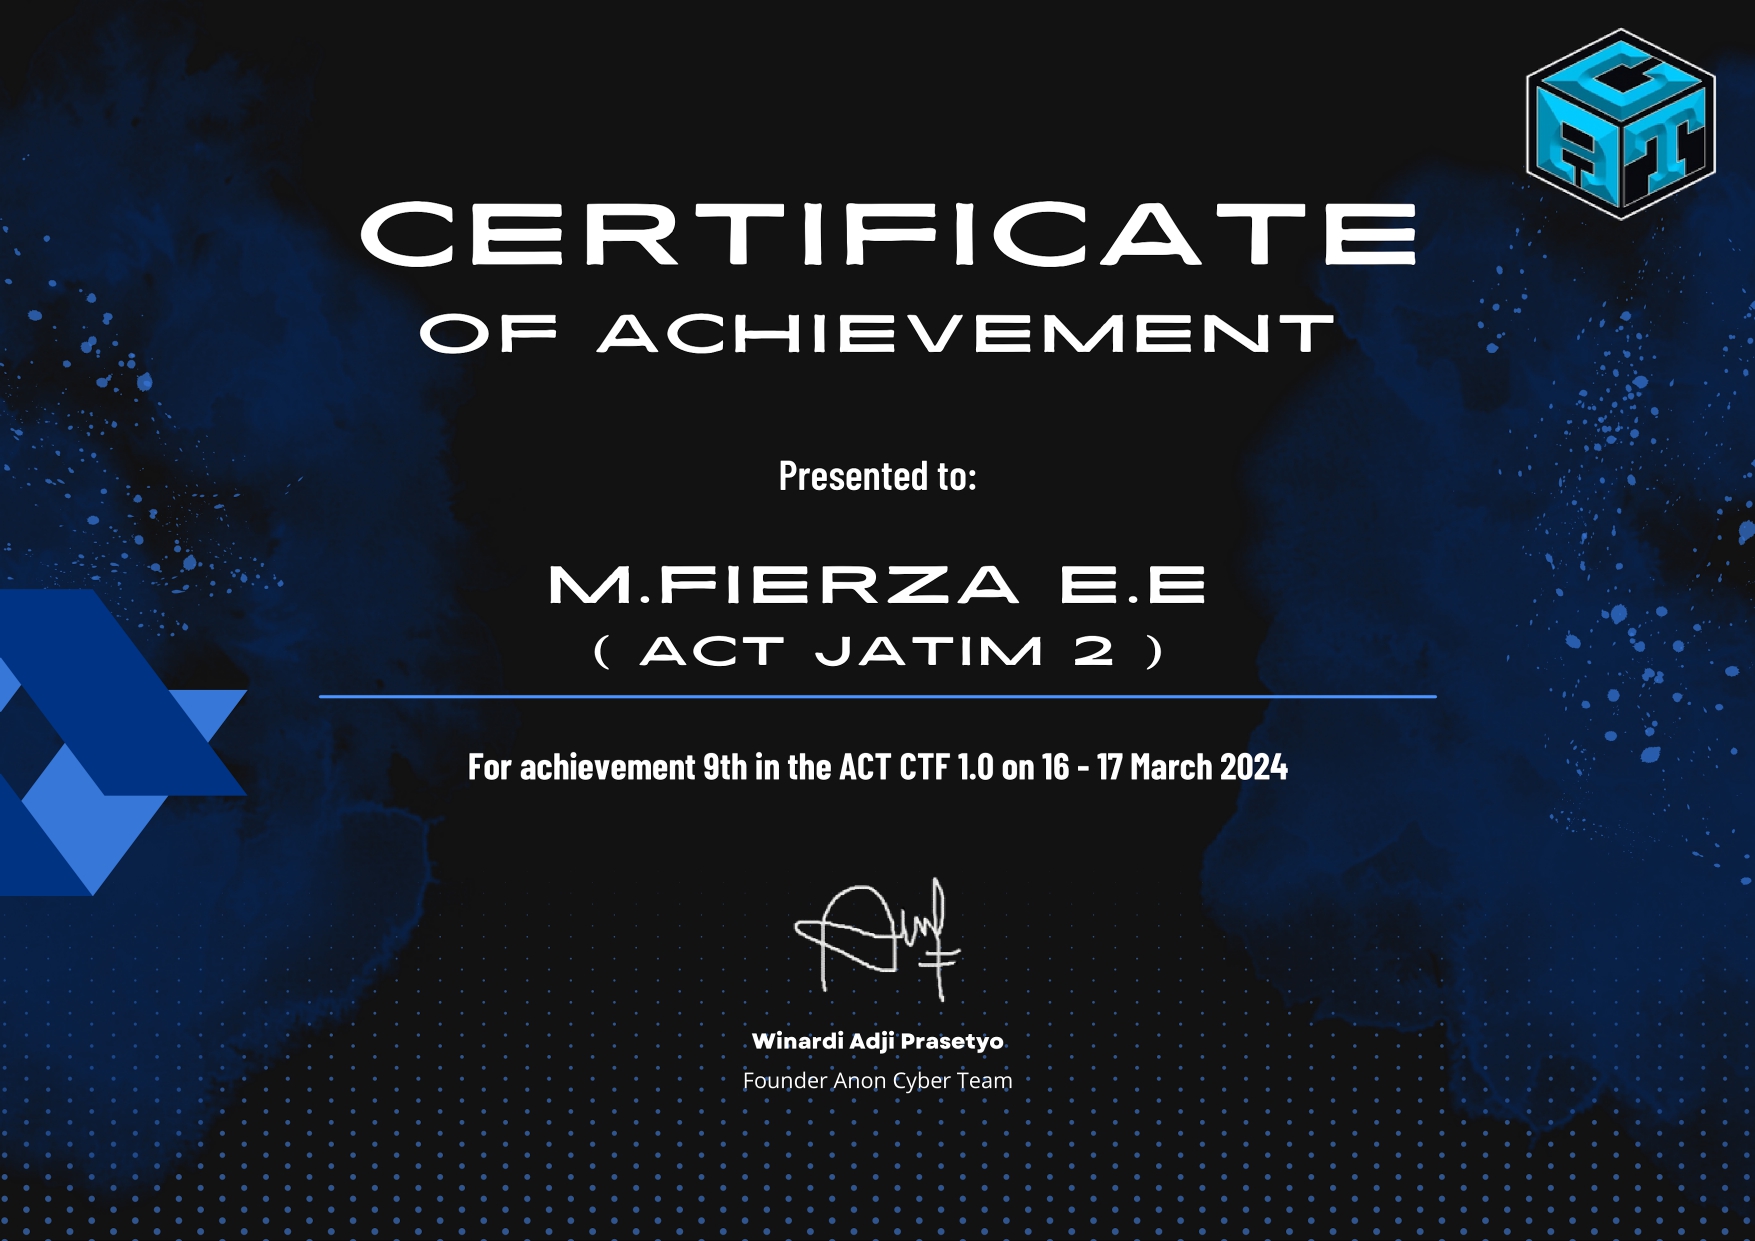 ACT
CERTIFICATE
OF ACHIEVEMENT
Presented to:
M.FIERZA E.E
( ACT JATIM 2 )
For achievement 9th in the ACT CTF 1.0 on 16 - 17 March 2024
Winardi Adji Prasetyo
Founder Anon Cyber Team